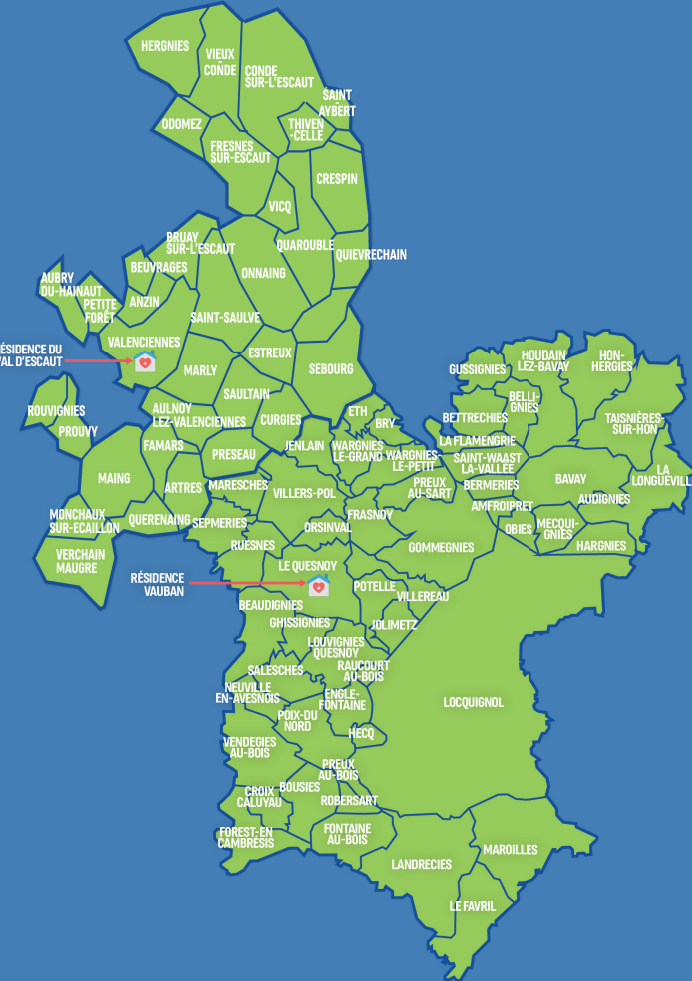 HERGNIES
VIEUX
-
CONDÉ
CONDE
SUR-L'ESCAUT
SAINT
-
AYBERT
ODOMEZ
THIVEN
-CELLE
FRESNES
SUR-ESCAUT
CRESPIN
VICQ
BRUAY
SUR-L'ESCAUT
QUAROUBLE
QUIEVRECHAIN
BEUVRAGES
ONNAING
AUBRY
DU-HAINAUT
PETITE
FORÊT
ANZIN
SAINT-SAULVE
VALENCIENNES
ÉSIDENCE DU
VAL D'ESCAUT
ESTREUX
MARLY
SEBOURG
GUSSIGNIES
HOUDAIN
LEZ-BAVAY
HON-
HERGIES
SAULTAIN
ROUVIGNIES
AULNOY
LEZ-VALENCIENNES
CURGIES
ETH
BRY
BETTRECHIES
BELLI-
GNIES
TAISNIÈRES-
SUR-HON
PROUVY
FAMARS
PRESEAU
JENLAIN
WARGNIES
LE-GRAND
WARGNIES-
LE-PETIT
LA FLAMENGRIE
SAINT-WAAST
LA-VALLEE
MAING
ARTRES
MARESCHES
VILLERS-POL
PREUX
AU-SART
BERMERIES
BAVAY
LA
LONGUEVILL
AUDIGNIES
AMFROIPRET
MONCHAUX
SUR-ECAILLON
QUERENAING
SEPMERIES
ORSINVAL
FRASNOY
OBIES
MECQUI-
GNIES
HARGNIES
VERCHAIN
MAUGRE
RUESNES
GOMMEGNIES
LE QUESNOY
RÉSIDENCE
VAUBAN
POTELLE
VILLEREAU
BEAUDIGNIES
GHISSIGNIES
JOLIMETZ
LOUVIGNIES
QUESNOY
RAUCOURT
AU-BOIS
SALESCHES
NEUVILLE
EN-AVESNOIS
ENGLE-
FONTAINE
LOCQUIGNOL
POIX-DU
NORD
HECQ
VENDEGIES
AU-BOIS
PREUX
AU-BOIS
CROIX
CALUYAU
BOUSIES
ROBERSART
FOREST-EN
CAMBRÉSIS
FONTAINE
AU-BOIS
LANDRECIES
MAROILLES
LE FAVRIL